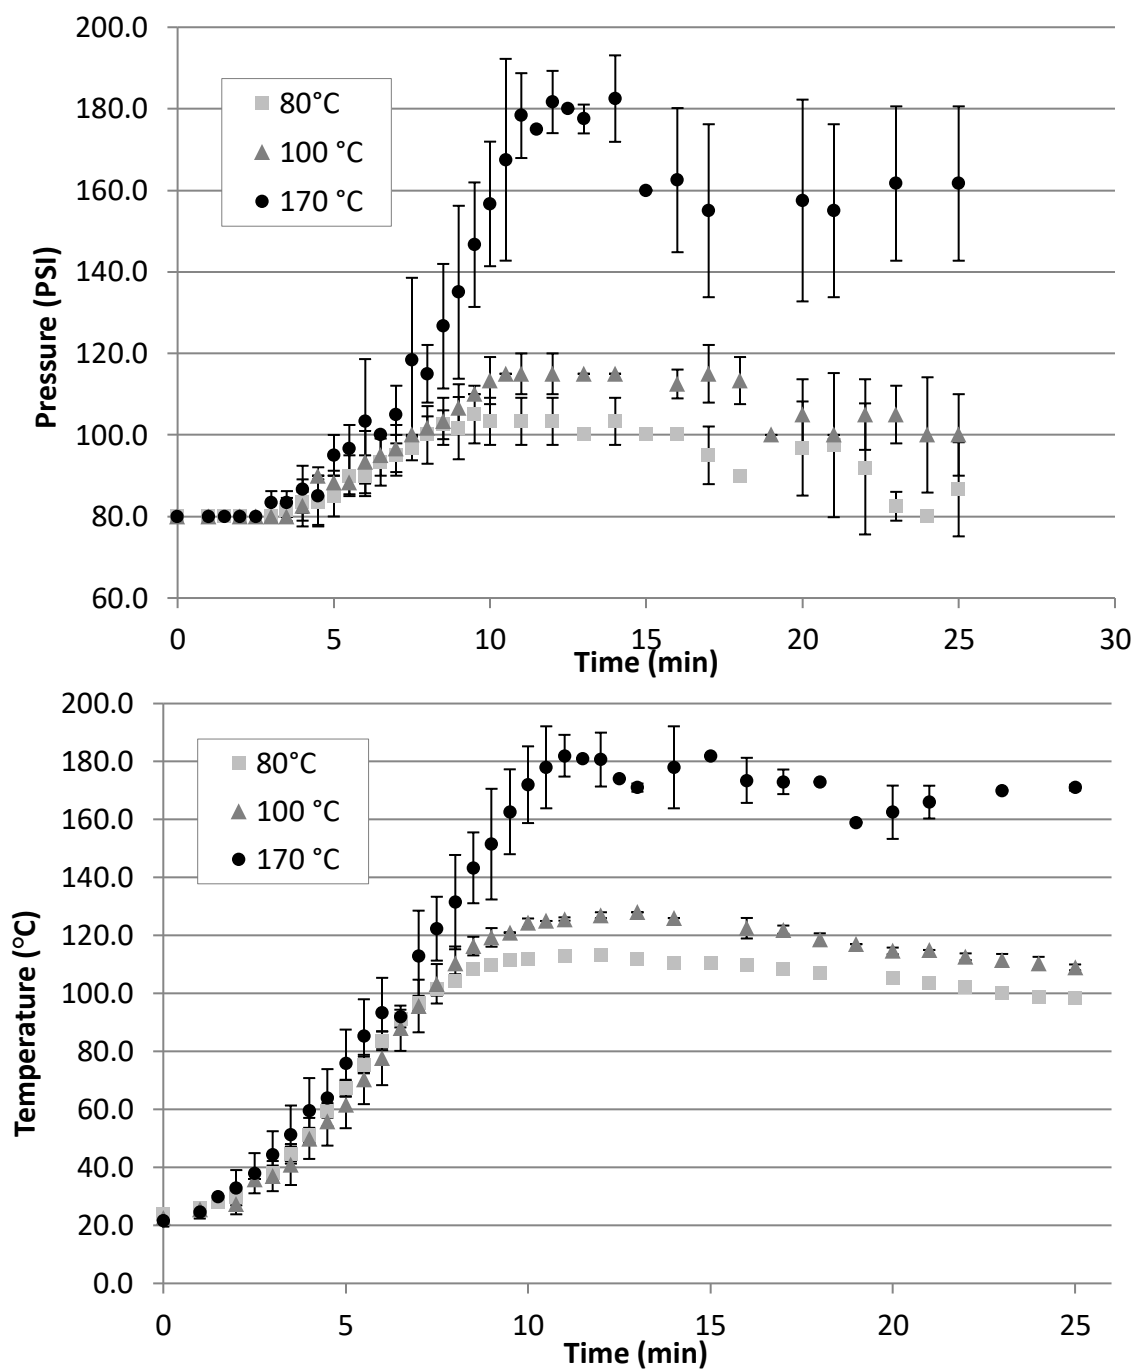 200.0
180.0
160.0
140.0
120.0
100.0
80.0
60.0
Pressure (PSI)
80°C
100 °C
170 °C
0 5 10 15 20 25 30
Time (min)
200.0
180.0
160.0
140.0
120.0
100.0
80.0
60.0
40.0
20.0
0.0
Temperature (°C)
80°C
100 °C
170 °C
0 5 10 15 20 25
Time (min)